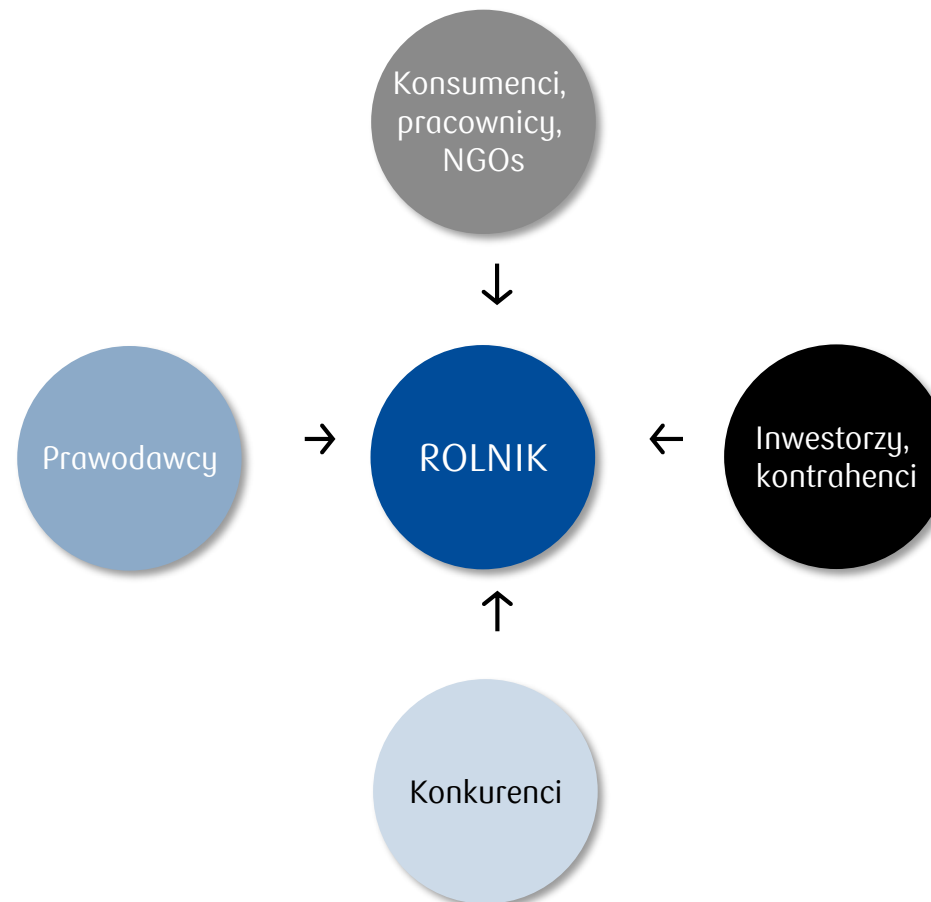 Konsumenci,
pracownicy,
NGOs
Prawodawcy
ROLNIK
Inwestorzy,
kontrahenci
Konkurenci